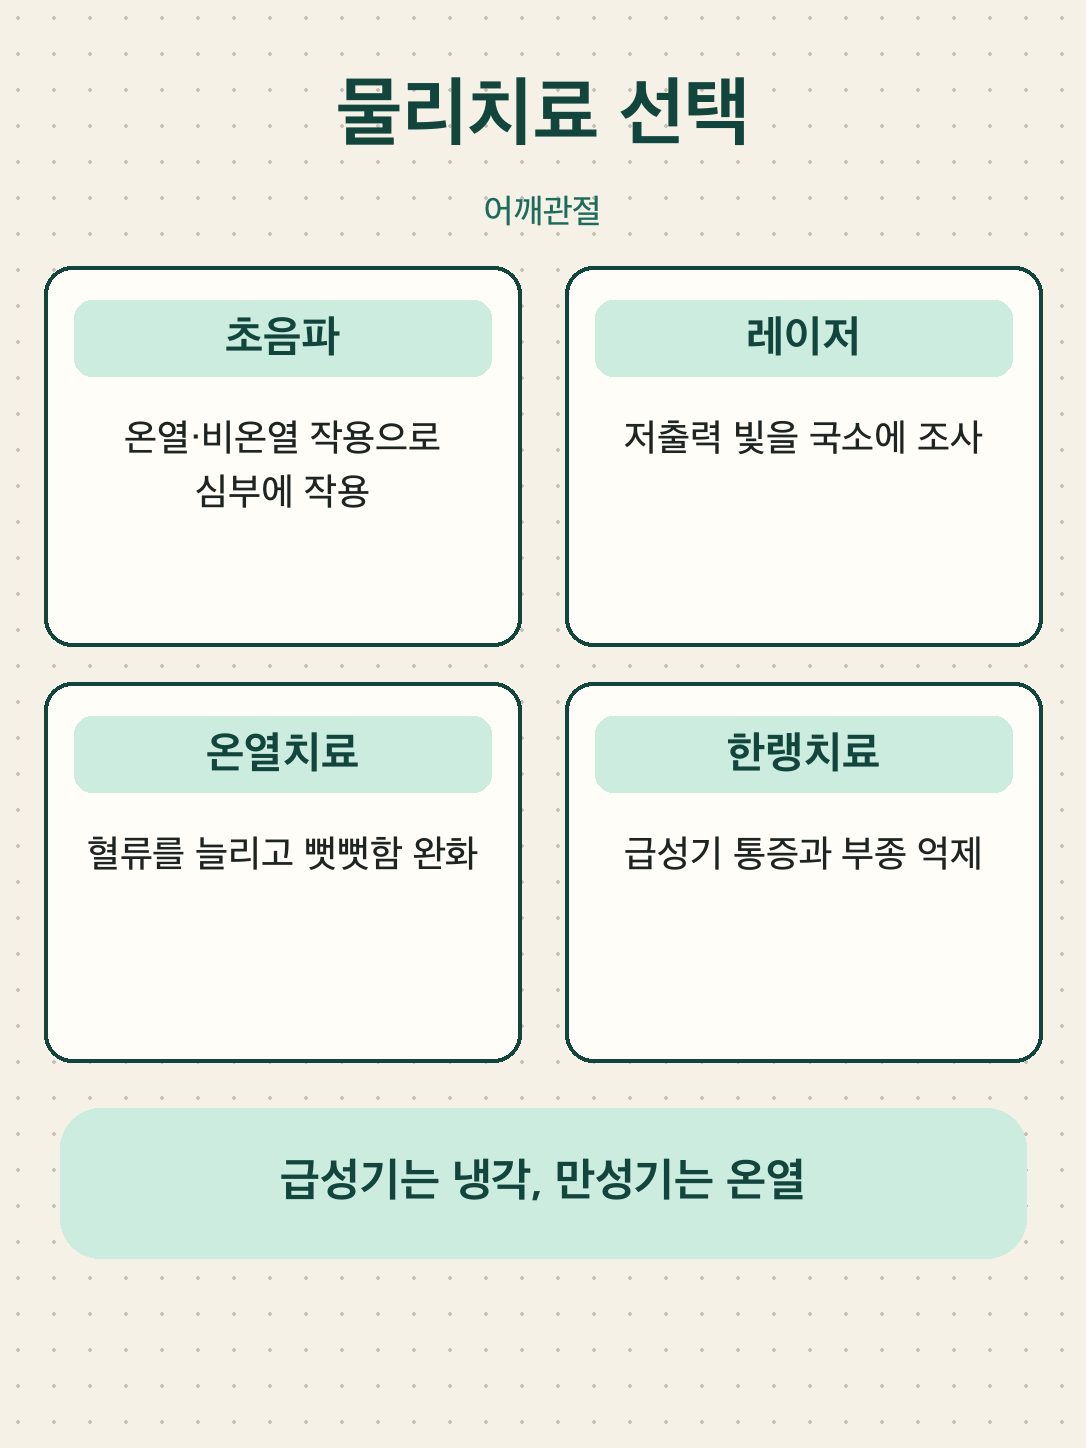 물리치료 선택
어깨관절
초음파
온열·비온열 작용으로
심부에 작용
레이저
저출력 빛을 국소에 조사
온열치료
혈류를 늘리고 뻣뻣함 완화
한랭치료
급성기 통증과 부종 억제
급성기는 냉각, 만성기는 온열